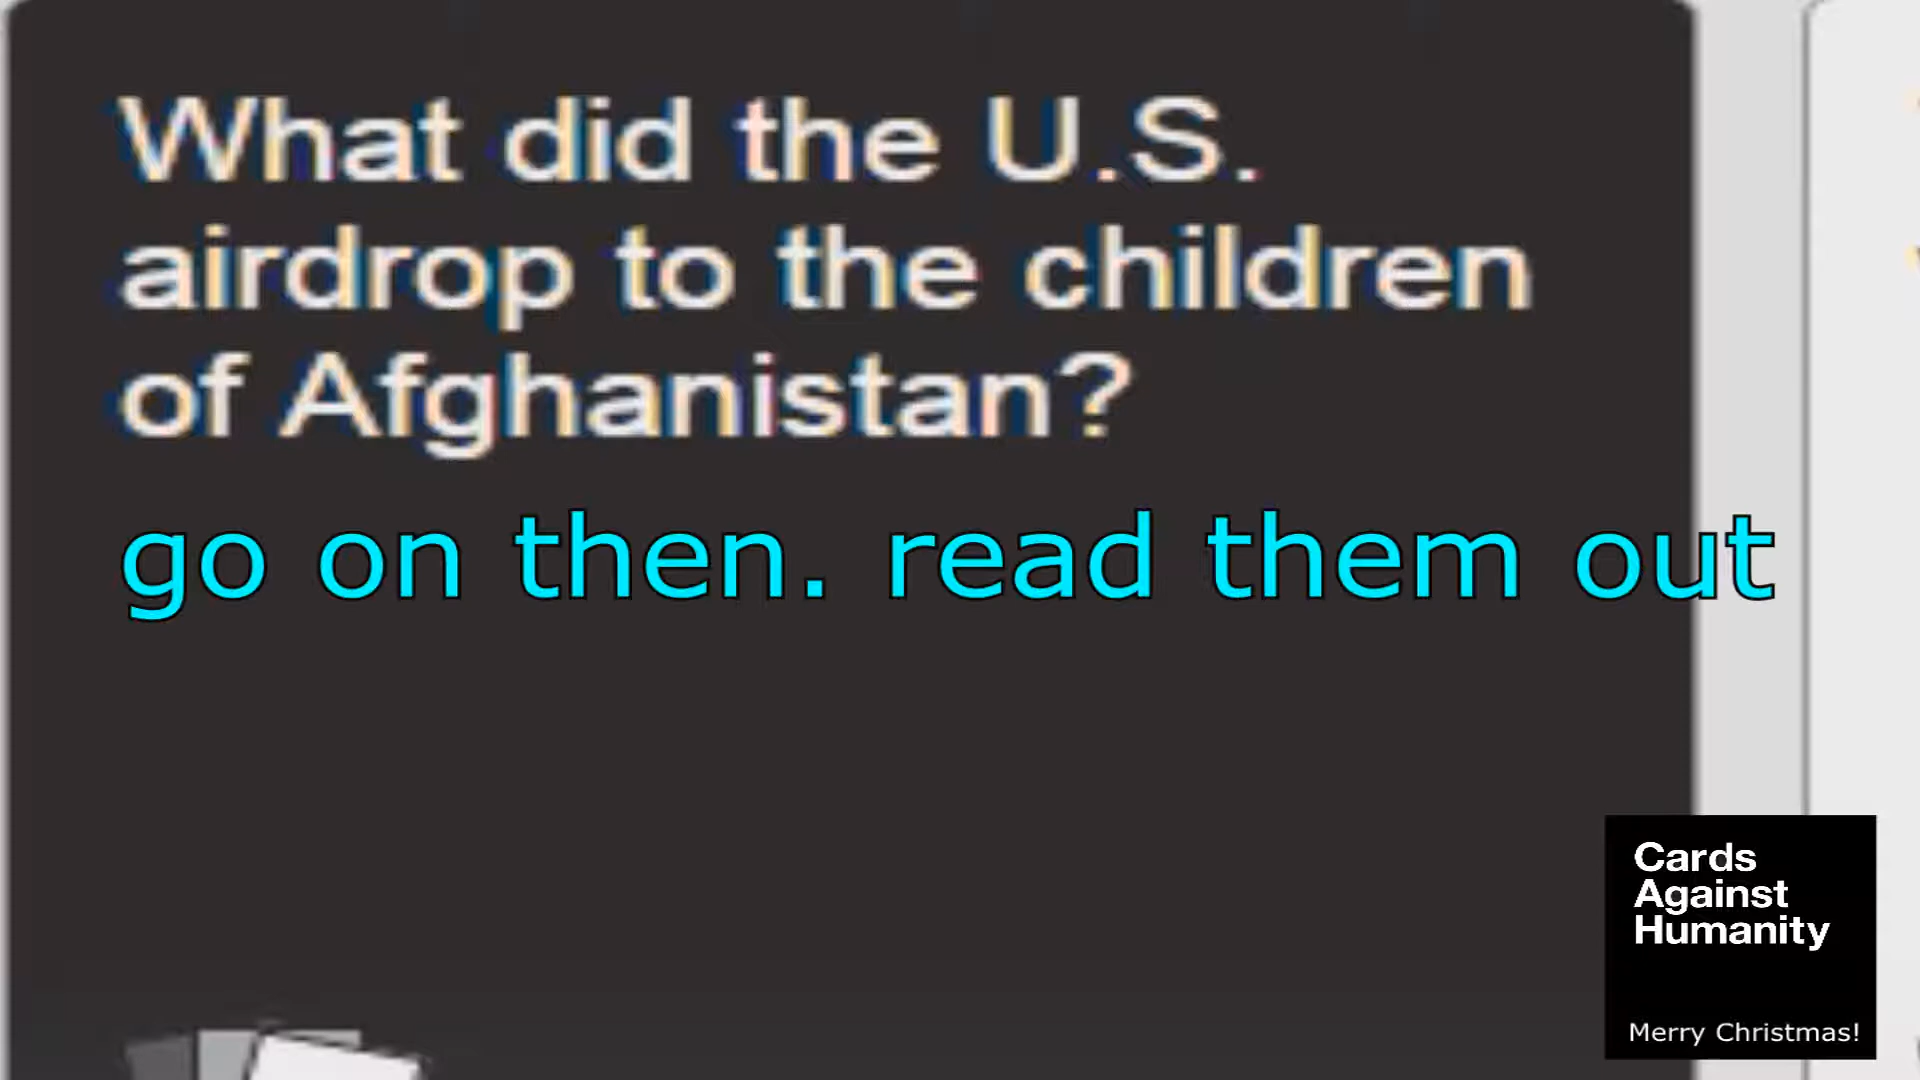 What did the U.S.
airdrop to the children
of Afghanistan?
go on then. read them out
Cards
Against
Humanity
Merry Christmas!